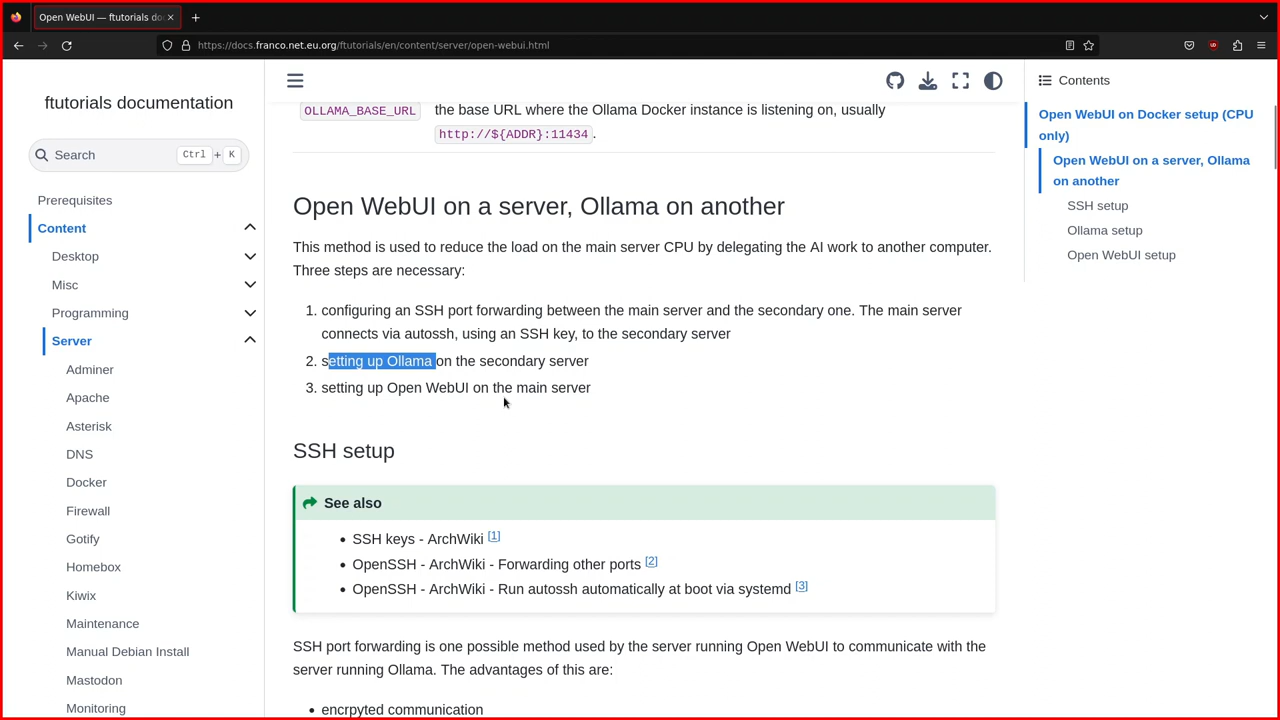 Open WebUI — ftutorials do
https://docs.franco.net.eu.org/ftutorials/en/content/server/open-webui.html
ftutorials documentation
Search Ctrl + K
Prerequisites
Content
Desktop
Misc
Programming
Server
Adminer
Apache
Asterisk
DNS
Docker
Firewall
Gotify
Homebox
Kiwix
Maintenance
Manual Debian Install
Mastodon
Monitoring
OLLAMA_BASE_URL the base URL where the Ollama Docker instance is listening on, usually
http://${ADDR}:11434.
Open WebUI on a server, Ollama on another
This method is used to reduce the load on the main server CPU by delegating the AI work to another computer.
Three steps are necessary:
1. configuring an SSH port forwarding between the main server and the secondary one. The main server
connects via autossh, using an SSH key, to the secondary server
2. setting up Ollama on the secondary server
3. setting up Open WebUI on the main server
SSH setup
See also
• SSH keys - ArchWiki [1]
• OpenSSH - ArchWiki - Forwarding other ports [2]
• OpenSSH - ArchWiki - Run autossh automatically at boot via systemd [3]
SSH port forwarding is one possible method used by the server running Open WebUI to communicate with the
server running Ollama. The advantages of this are:
• encrpyted communication
Contents
Open WebUI on Docker setup (CPU
only)
Open WebUI on a server, Ollama
on another
SSH setup
Ollama setup
Open WebUI setup